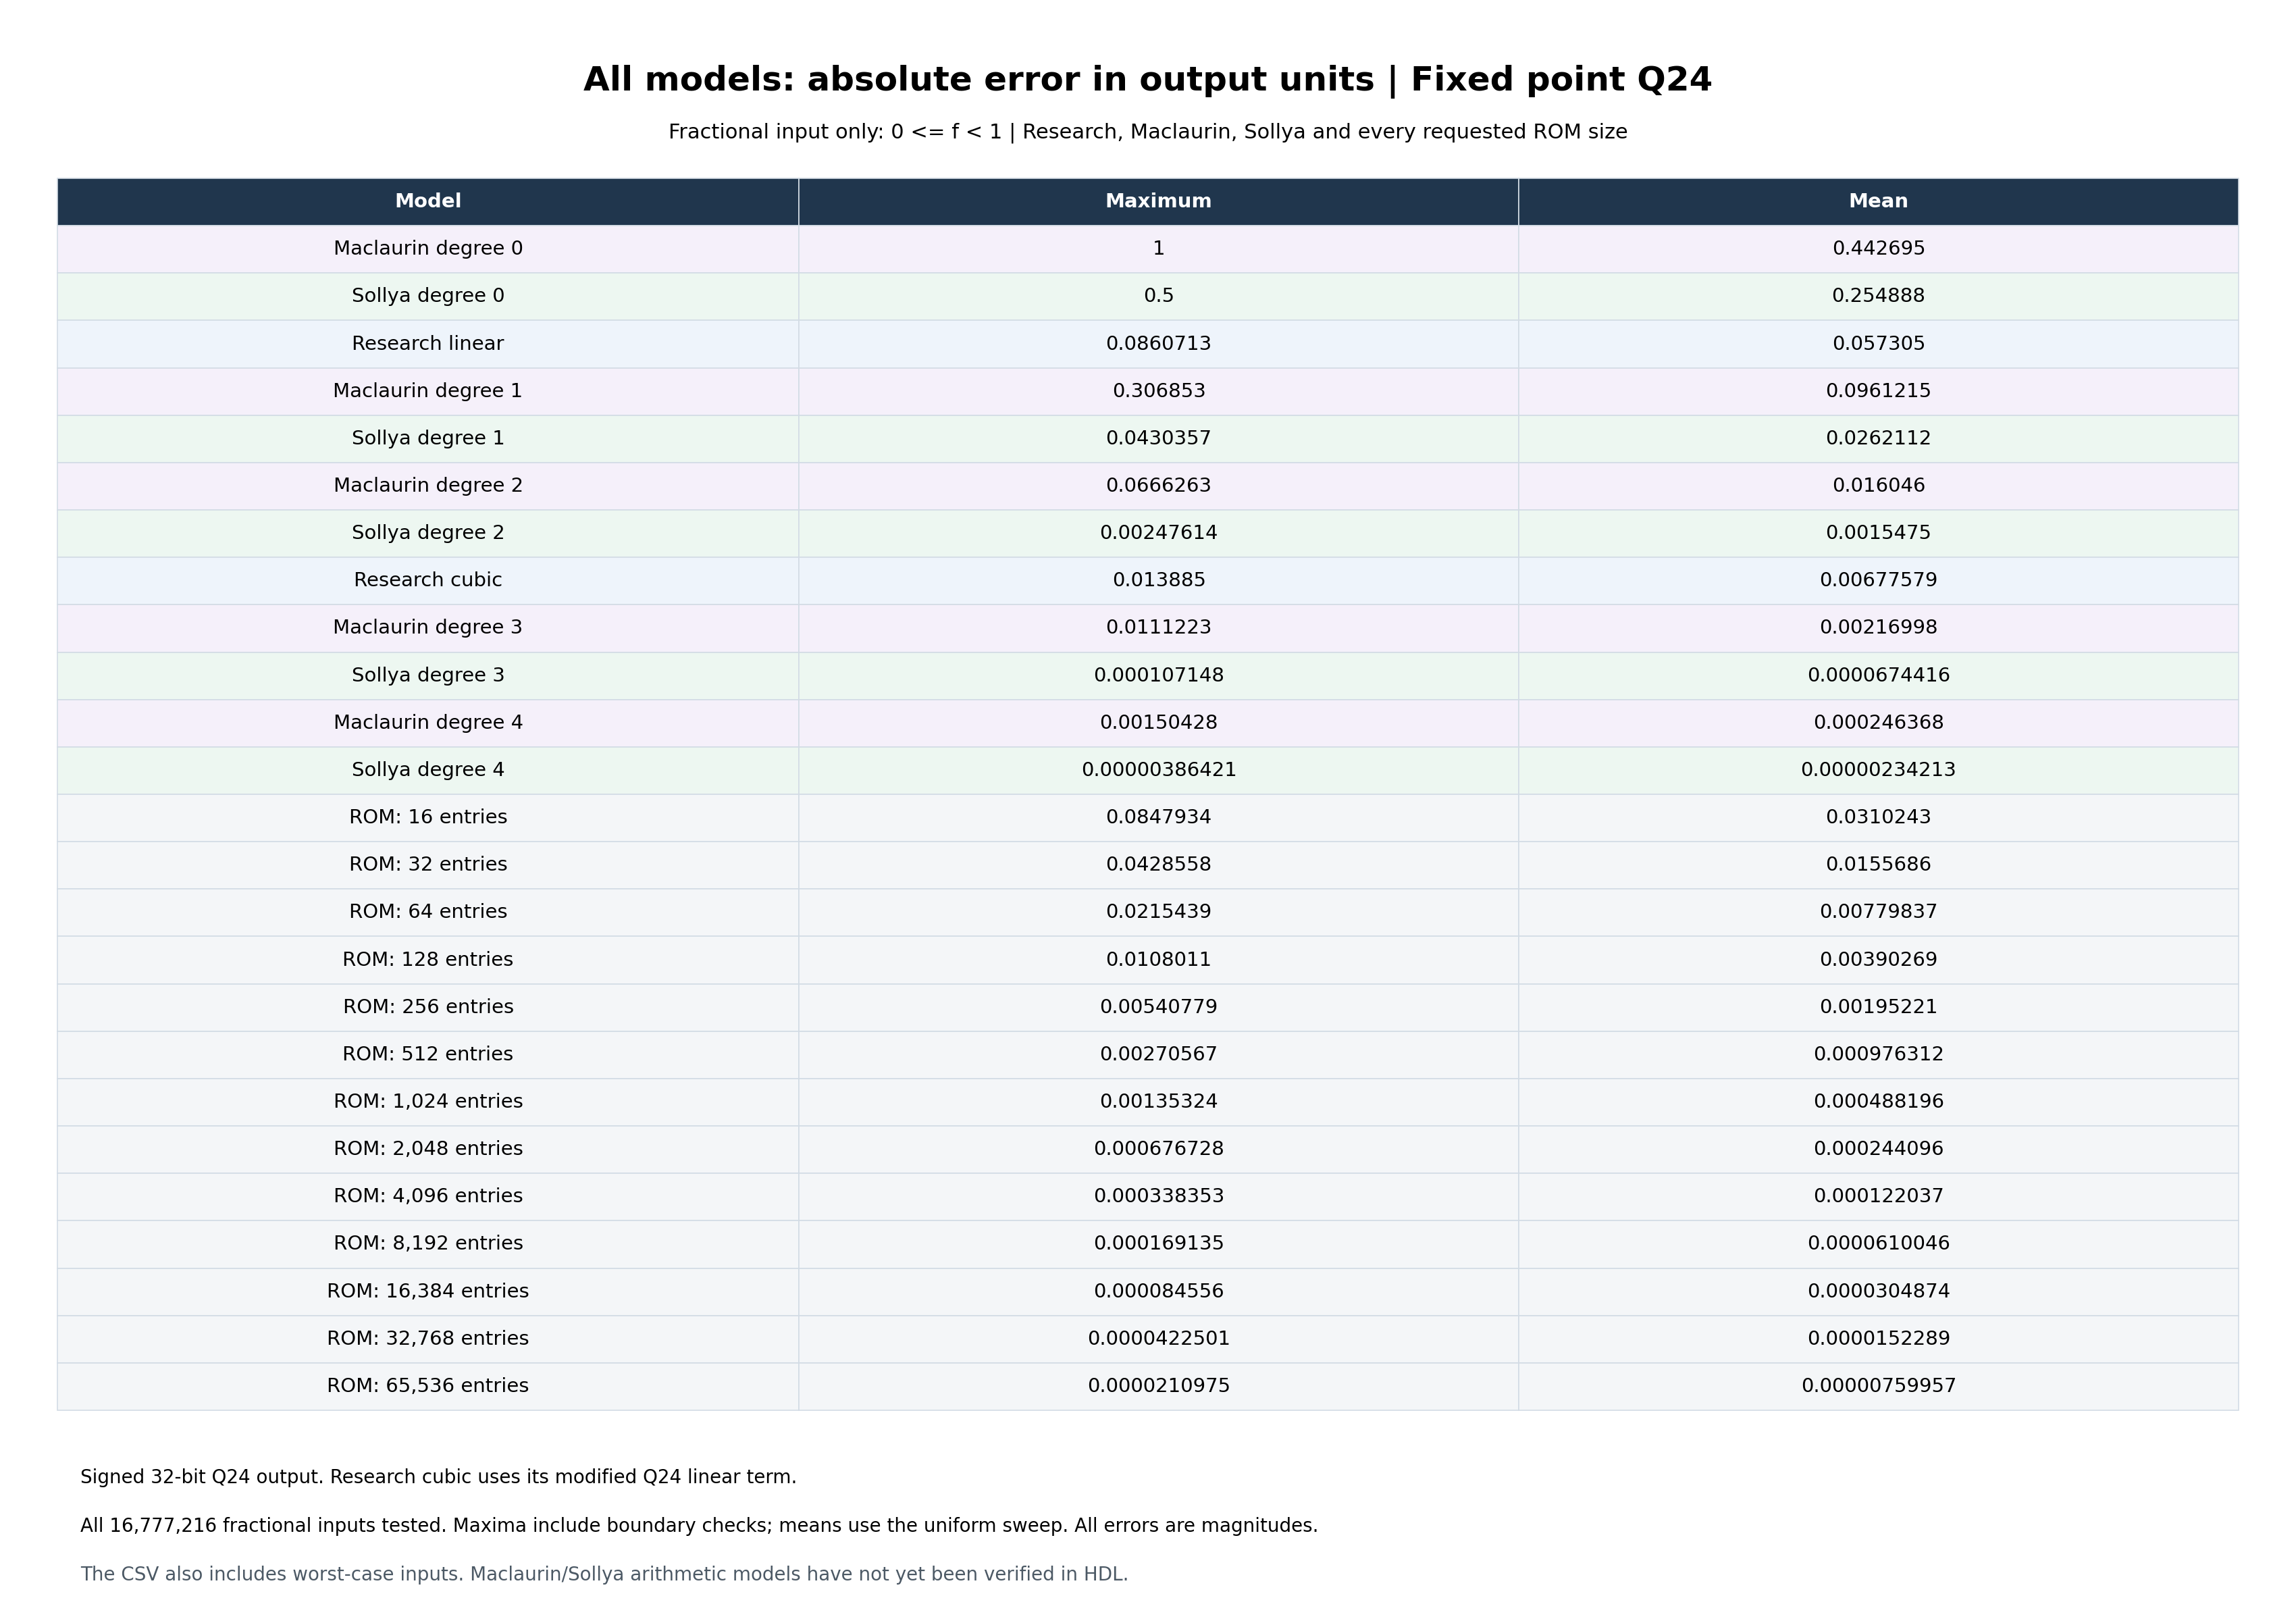 All models: absolute error in output units | Fixed point Q24
Fractional input only: 0 <= f < 1 | Research, Maclaurin, Sollya and every requested ROM size
Model Maximum Mean
Maclaurin degree 0 1 0.442695
Sollya degree 0 0.5 0.254888
Research linear 0.0860713 0.057305
Maclaurin degree 1 0.306853 0.0961215
Sollya degree 1 0.0430357 0.0262112
Maclaurin degree 2 0.0666263 0.016046
Sollya degree 2 0.00247614 0.0015475
Research cubic 0.013885 0.00677579
Maclaurin degree 3 0.0111223 0.00216998
Sollya degree 3 0.000107148 0.0000674416
Maclaurin degree 4 0.00150428 0.000246368
Sollya degree 4 0.00000386421 0.00000234213
ROM: 16 entries 0.0847934 0.0310243
ROM: 32 entries 0.0428558 0.0155686
ROM: 64 entries 0.0215439 0.00779837
ROM: 128 entries 0.0108011 0.00390269
ROM: 256 entries 0.00540779 0.00195221
ROM: 512 entries 0.00270567 0.000976312
ROM: 1,024 entries 0.00135324 0.000488196
ROM: 2,048 entries 0.000676728 0.000244096
ROM: 4,096 entries 0.000338353 0.000122037
ROM: 8,192 entries 0.000169135 0.0000610046
ROM: 16,384 entries 0.000084556 0.0000304874
ROM: 32,768 entries 0.0000422501 0.0000152289
ROM: 65,536 entries 0.0000210975 0.00000759957
Signed 32-bit Q24 output. Research cubic uses its modified Q24 linear term.
All 16,777,216 fractional inputs tested. Maxima include boundary checks; means use the uniform sweep. All errors are magnitudes.
The CSV also includes worst-case inputs. Maclaurin/Sollya arithmetic models have not yet been verified in HDL.